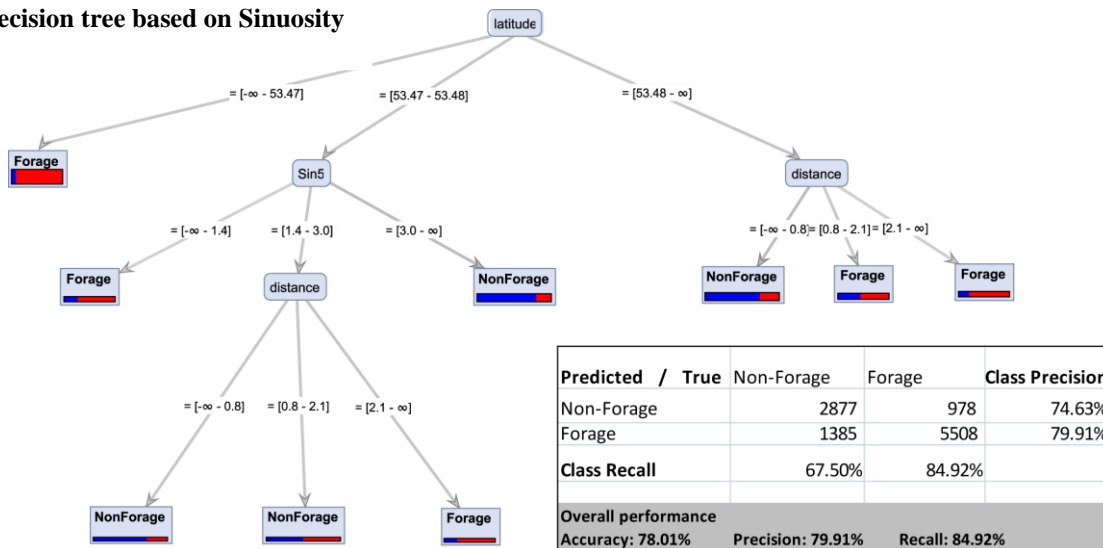 ecision tree based on Sinuosity
latitude
= [-∞ - 53.47]
= [53.47 - 53.48]
= [53.48 - ∞]
Forage
Sin5
distance
= [-∞ - 1.4]
= [1.4 - 3.0]
= [3.0 - ∞]
= [-∞ - 0.8]
= [0.8 - 2.1]
= [2.1 - ∞]
Forage
distance
NonForage
NonForage
Forage
Forage
= [-∞ - 0.8]
= [0.8 - 2.1]
= [2.1 - ∞]
NonForage
NonForage
Forage
Predicted / True Non-Forage Forage Class Precision
Non-Forage 2877 978 74.63%
Forage 1385 5508 79.91%
Class Recall 67.50% 84.92%
Overall performance
Accuracy: 78.01% Precision: 79.91% Recall: 84.92%